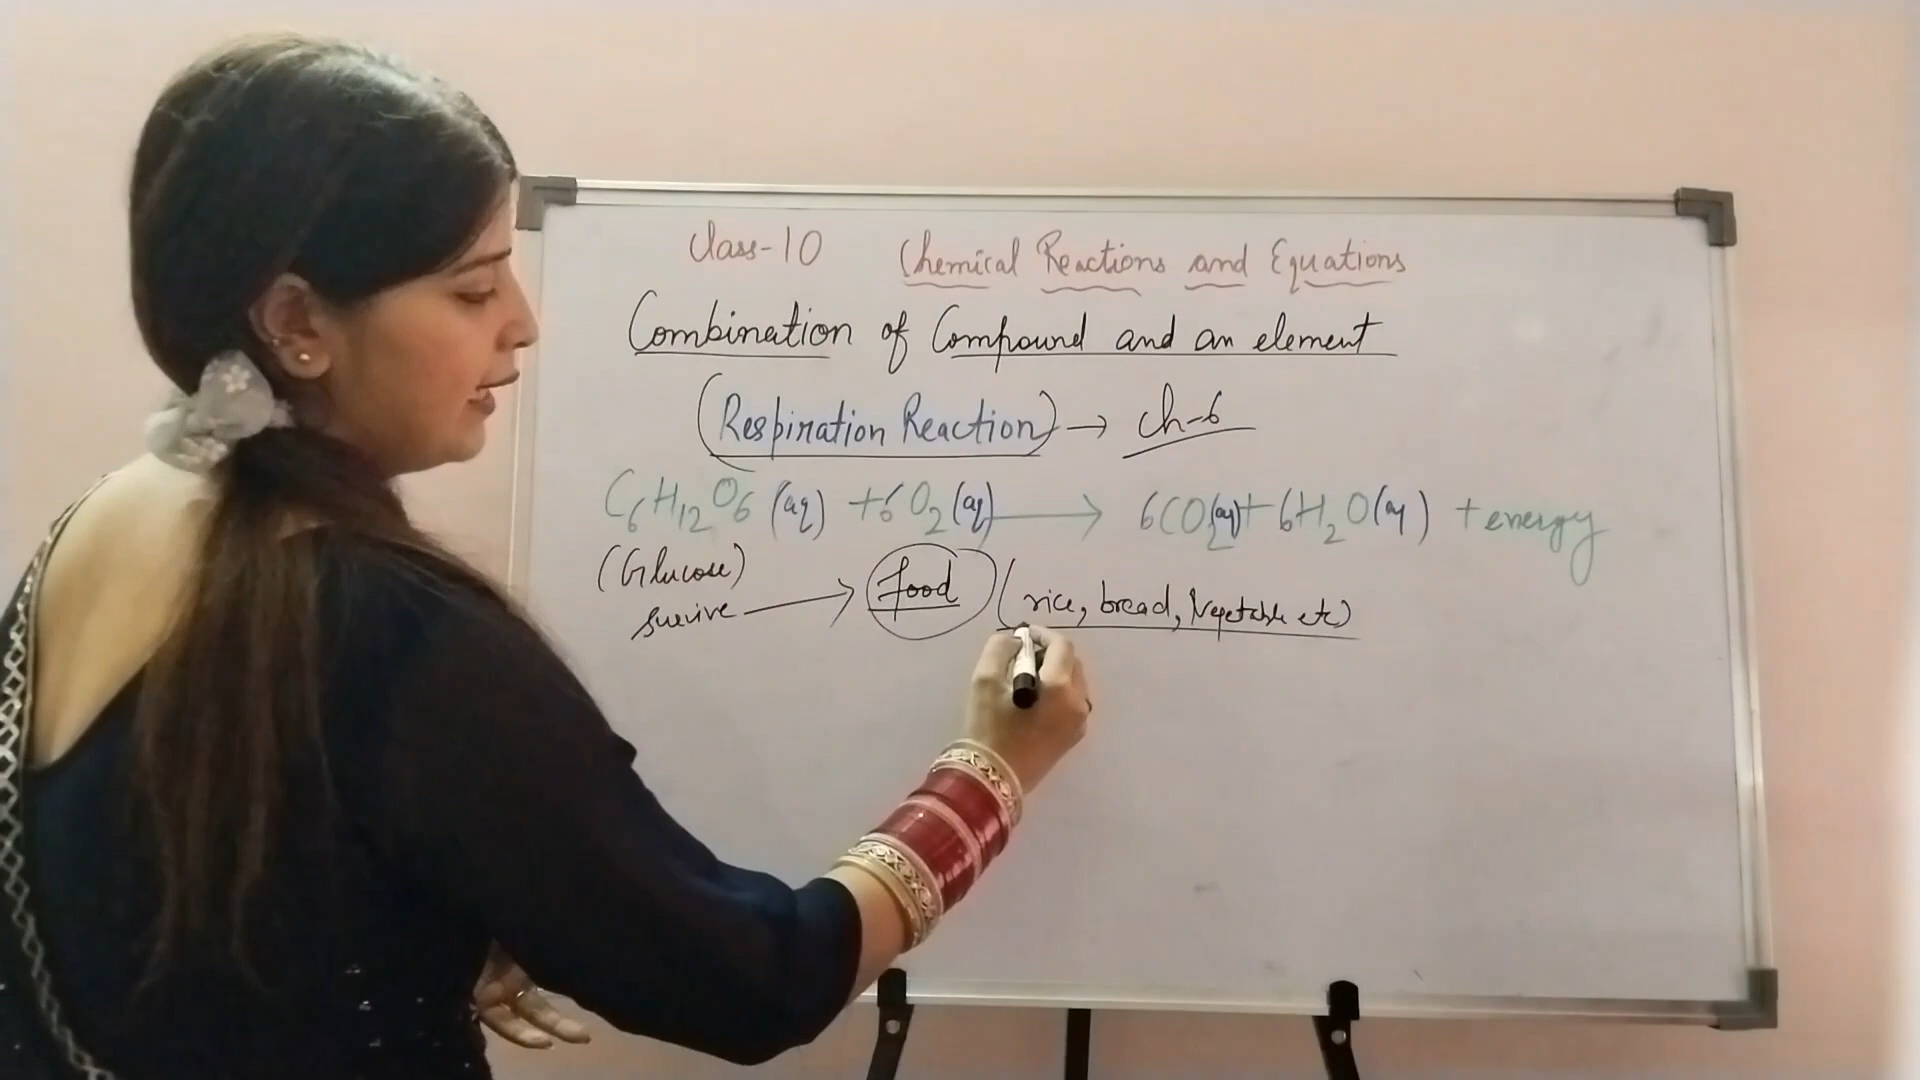 Class-10 Chemical Reactions and Equations
Combination of Compound and an element
(Respiration Reaction) → Ch-6
C6H12O6 (aq) + 6O2 (aq) → 6CO2(aq) + 6H2O(aq) + energy
(Glucose)
survive → food (rice, bread, Vegetable etc)